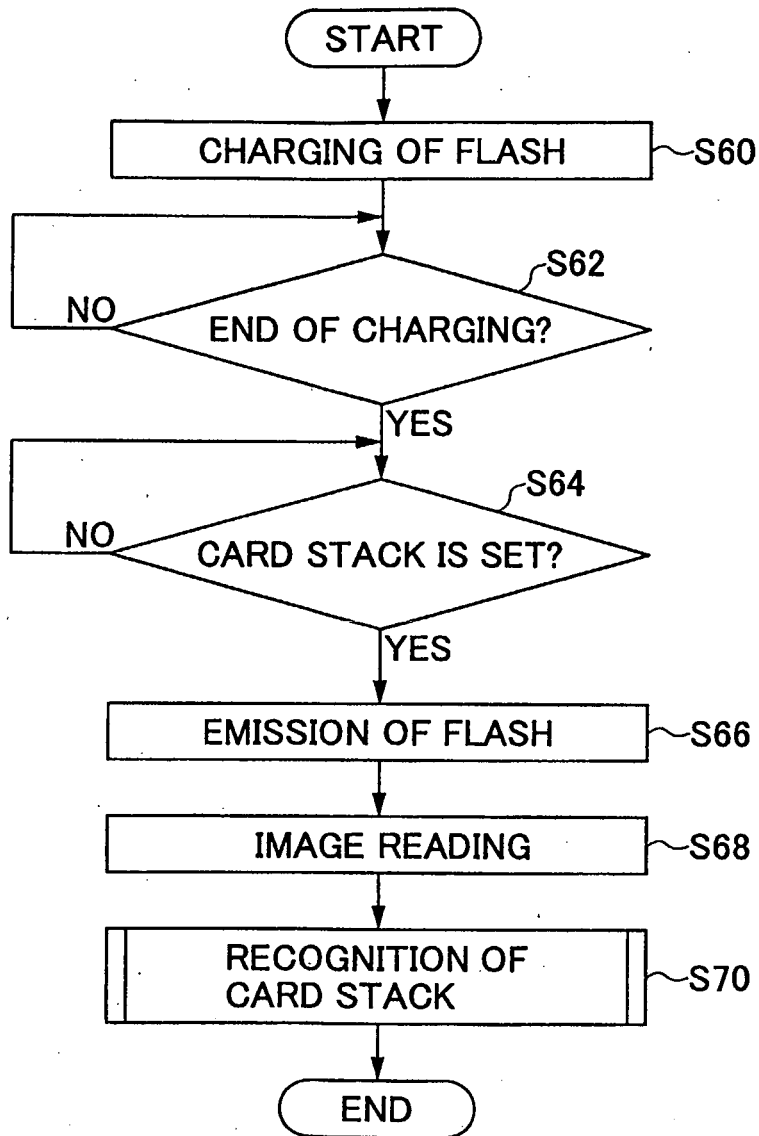 START
CHARGING OF FLASH
S60
S62
END OF CHARGING?
NO
YES
S64
CARD STACK IS SET?
NO
YES
EMISSION OF FLASH
S66
IMAGE READING
S68
RECOGNITION OF
CARD STACK
S70
END